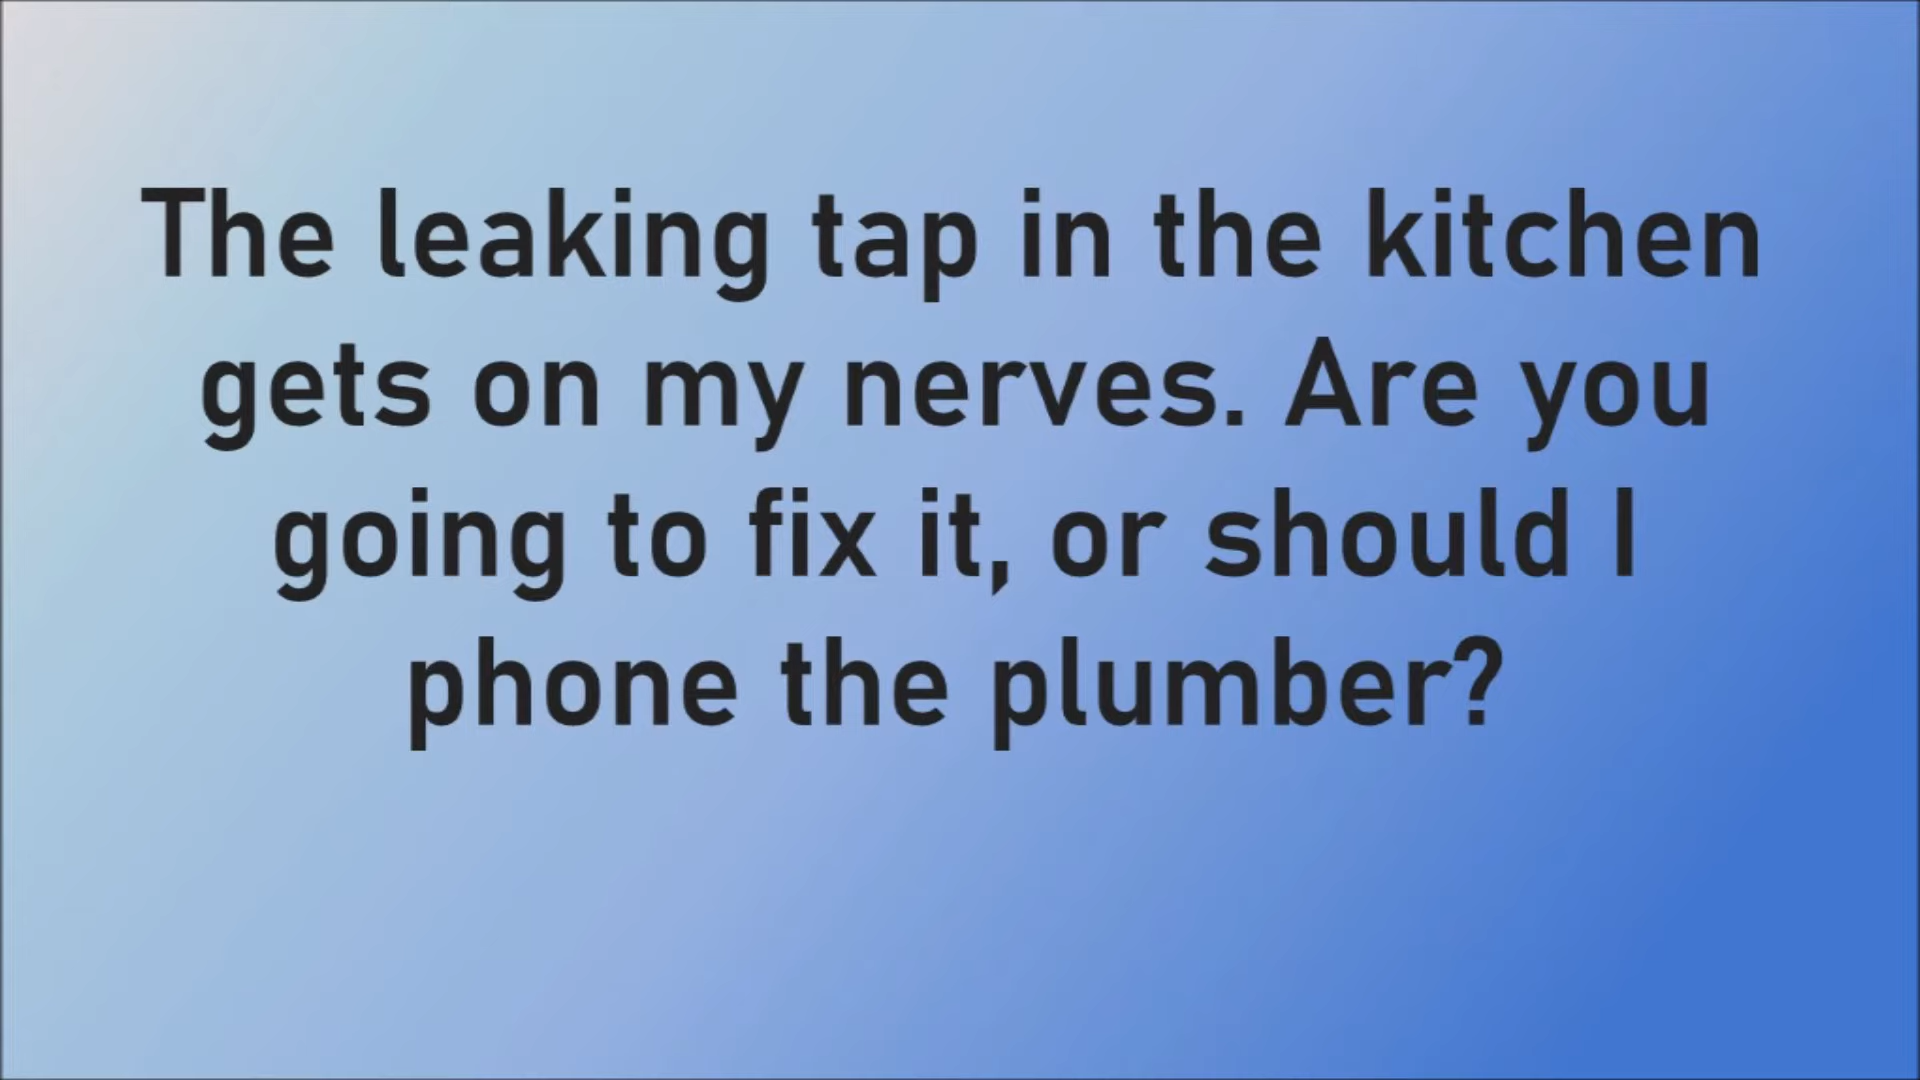 The leaking tap in the kitchen
gets on my nerves. Are you
going to fix it, or should I
phone the plumber?